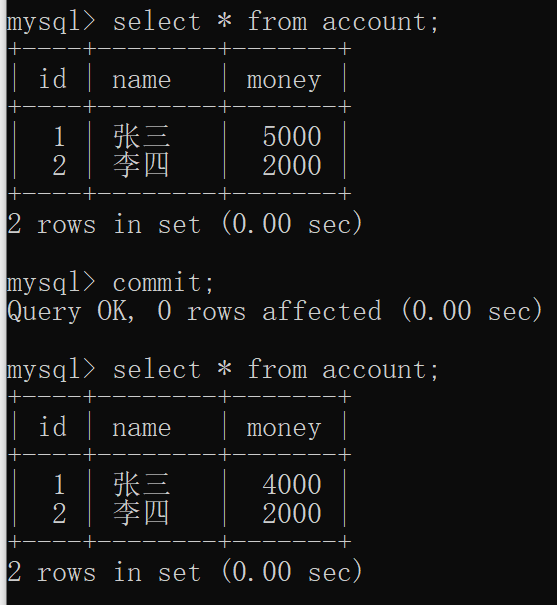 mysql> select * from account;
+----+--------+-------+
| id | name   | money |
+----+--------+-------+
|  1 | 张三   |  5000 |
|  2 | 李四   |  2000 |
+----+--------+-------+
2 rows in set (0.00 sec)

mysql> commit;
Query OK, 0 rows affected (0.00 sec)

mysql> select * from account;
+----+--------+-------+
| id | name   | money |
+----+--------+-------+
|  1 | 张三   |  4000 |
|  2 | 李四   |  2000 |
+----+--------+-------+
2 rows in set (0.00 sec)